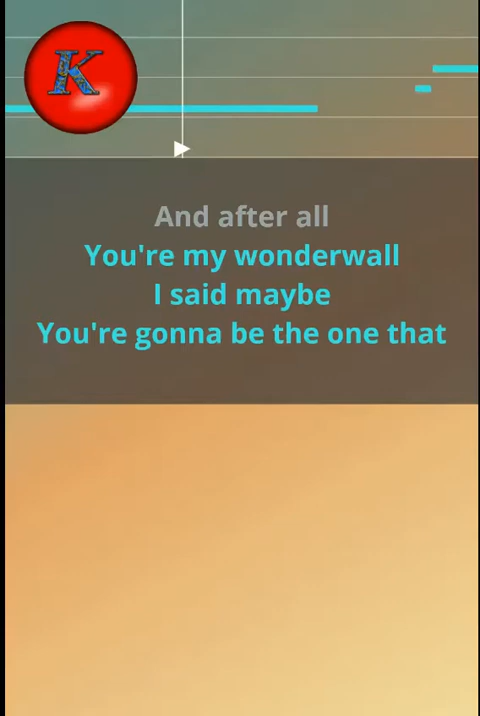 K
And after all
You're my wonderwall
I said maybe
You're gonna be the one that